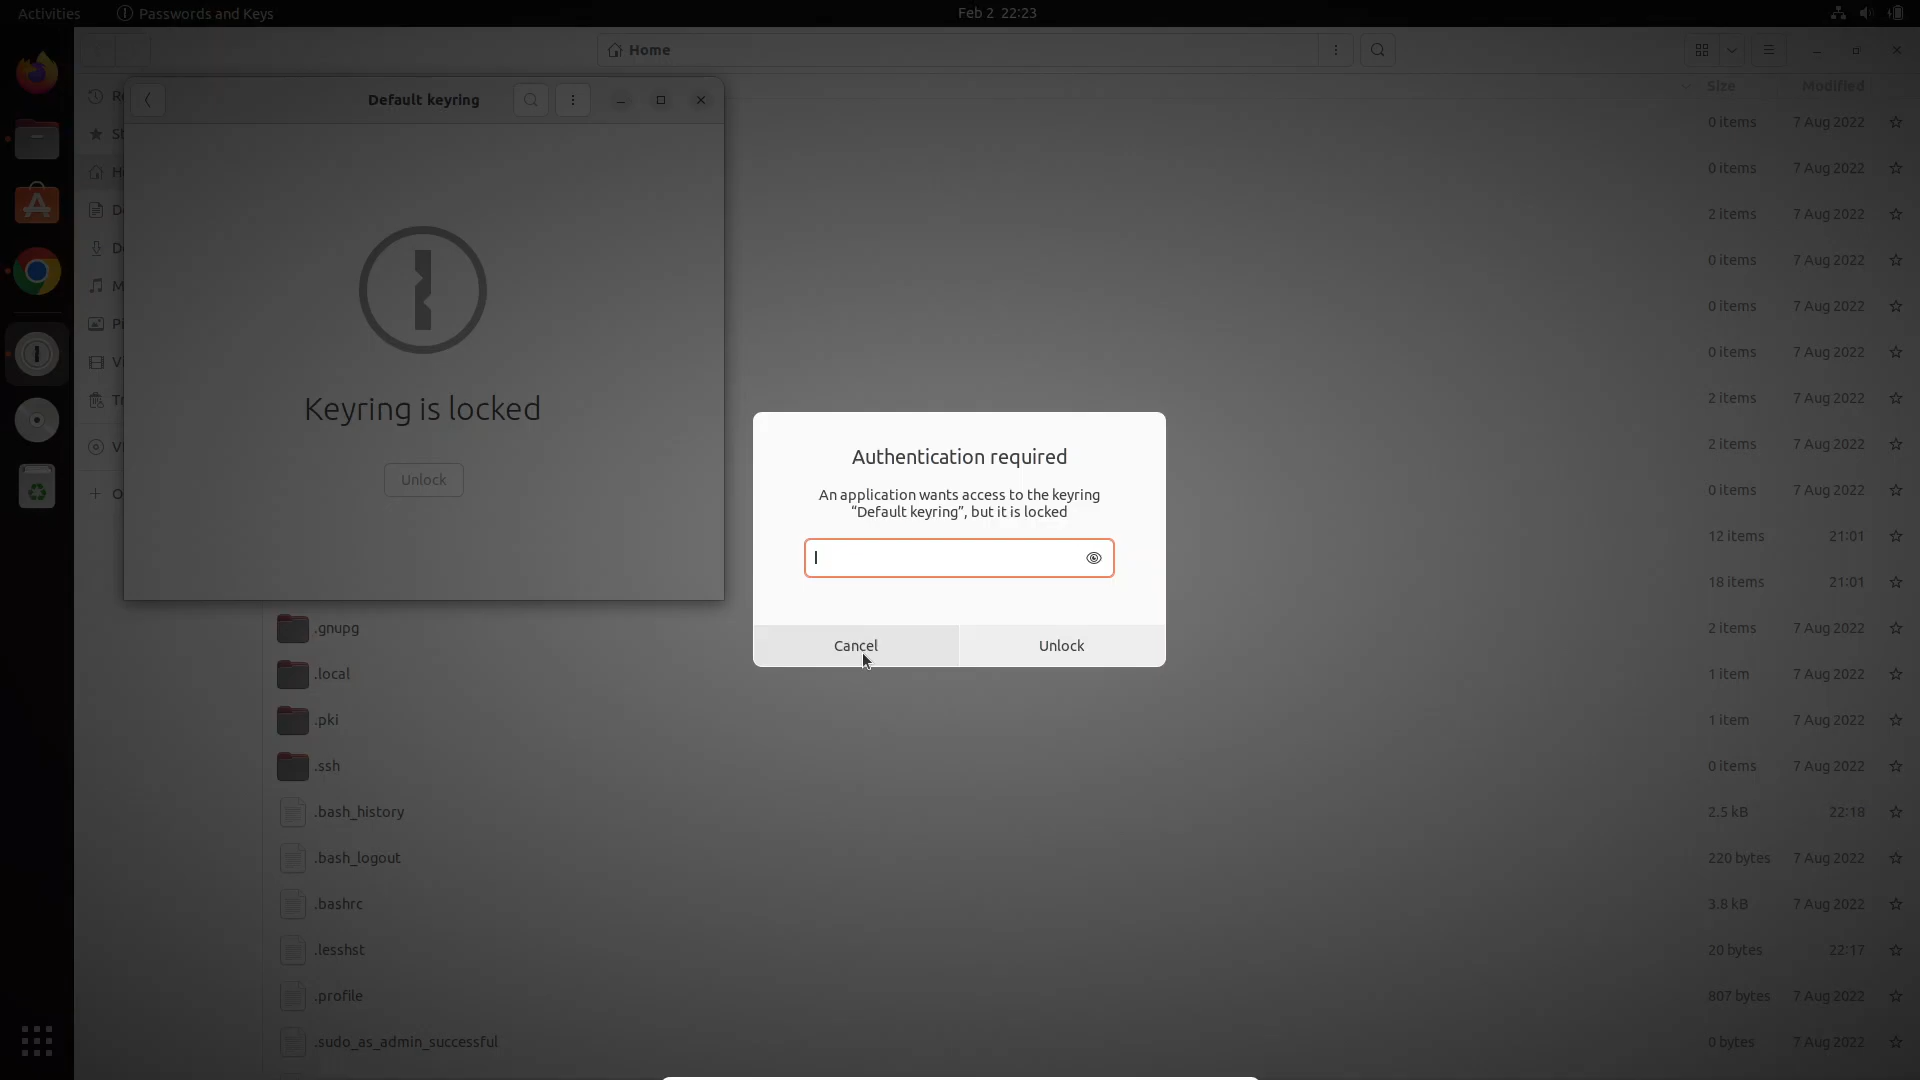 Activities
Passwords and Keys
Feb 2 22:23
Home
Size
Modified
Default keyring
Keyring is locked
Unlock
Authentication required
An application wants access to the keyring
“Default keyring”, but it is locked
Cancel
Unlock
0 items 7 Aug 2022
0 items 7 Aug 2022
2 items 7 Aug 2022
0 items 7 Aug 2022
0 items 7 Aug 2022
0 items 7 Aug 2022
2 items 7 Aug 2022
2 items 7 Aug 2022
0 items 7 Aug 2022
12 items 21:01
18 items 21:01
.gnupg 2 items 7 Aug 2022
.local 1 item 7 Aug 2022
.pki 1 item 7 Aug 2022
.ssh 0 items 7 Aug 2022
.bash_history 2.5 kB 22:18
.bash_logout 220 bytes 7 Aug 2022
.bashrc 3.8 kB 7 Aug 2022
.lesshst 20 bytes 22:17
.profile 807 bytes 7 Aug 2022
.sudo_as_admin_successful 0 bytes 7 Aug 2022